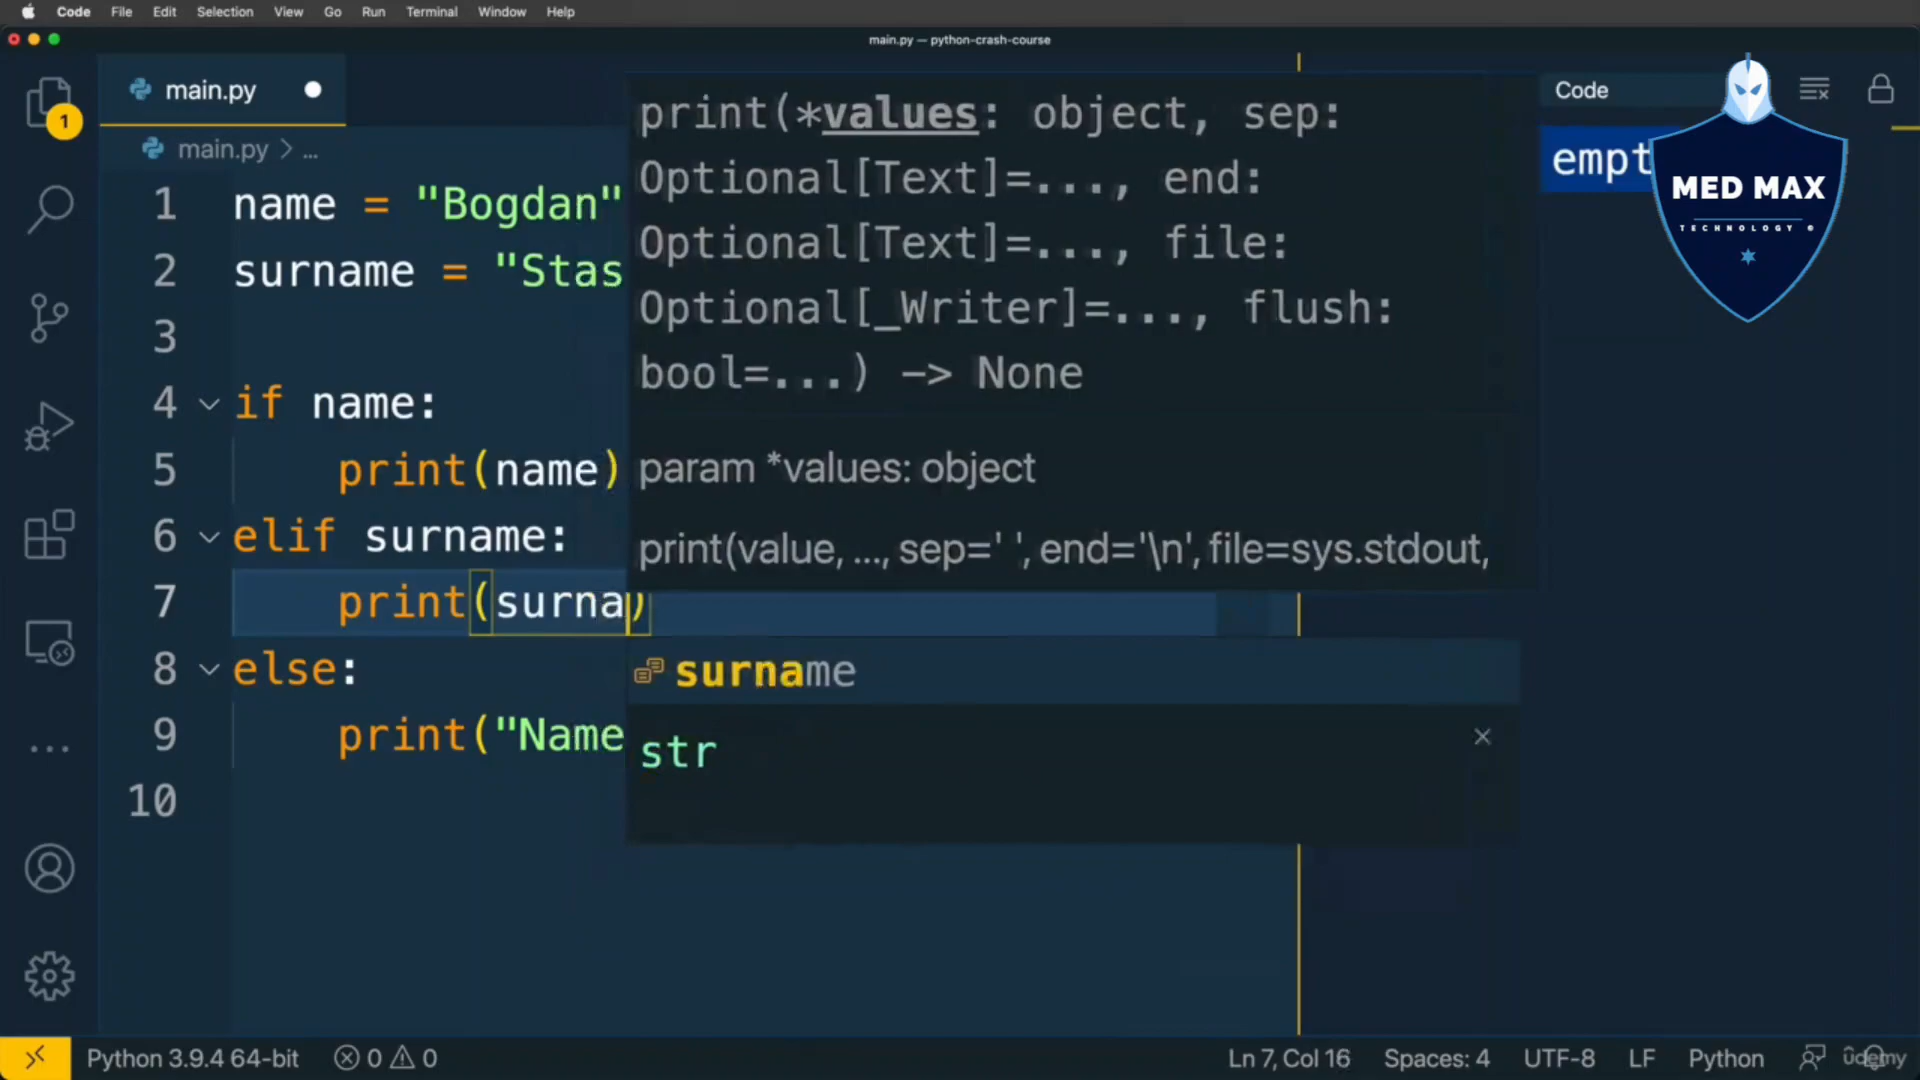 Code File Edit Selection View Go Run Terminal Window Help
main.py — python-crash-course
main.py
1
main.py > ...
1 name = "Bogdan"
2 surname = "Stas
3
4 if name:
5 print(name)
6 elif surname:
7 print(surna)
8 else:
9 print("Name
10
print(*values: object, sep:
Optional[Text]=..., end:
Optional[Text]=..., file:
Optional[_Writer]=..., flush:
bool=...) -> None
param *values: object
print(value, ..., sep=' ', end='\n', file=sys.stdout,
surname
str
Code
empt
MED MAX
TECHNOLOGY ©
Python 3.9.4 64-bit 0 0
Ln 7, Col 16 Spaces: 4 UTF-8 LF Python
ûdemy